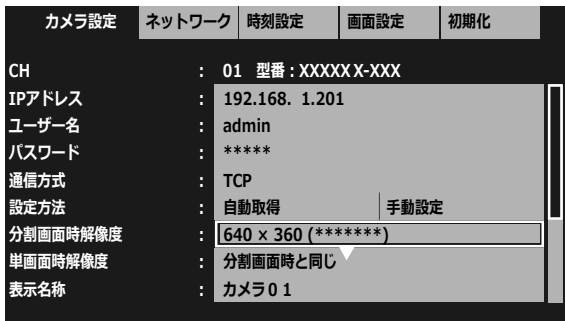 カメラ設定 ネットワーク 時刻設定 画面設定 初期化
CH : 01 型番：XXXXXX-XXX
IPアドレス : 192.168. 1.201
ユーザー名 : admin
パスワード : *****
通信方式 : TCP
設定方法 : 自動取得 手動設定
分割画面時解像度 : 640 × 360 (*******)
単画面時解像度 : 分割画面時と同じ
表示名称 : カメラ０１